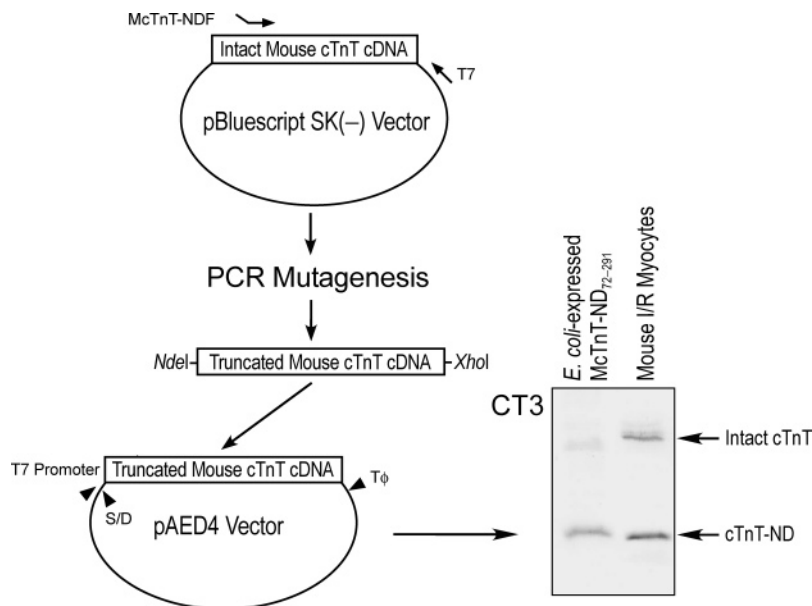 McTnT-NDF
Intact Mouse cTnT cDNA
T7
pBluescript SK(–) Vector
PCR Mutagenesis
NdeI
Truncated Mouse cTnT cDNA
XhoI
T7 Promoter
Truncated Mouse cTnT cDNA
Tϕ
S/D
pAED4 Vector
E. coli-expressed
McTnT-ND72–291
Mouse I/R Myocytes
CT3
Intact cTnT
cTnT-ND